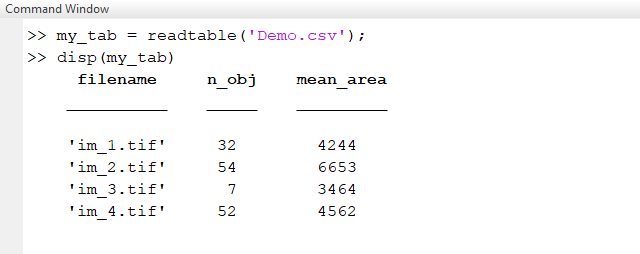 Command Window
>> my_tab = readtable('Demo.csv');
>> disp(my_tab)
filename n_obj mean_area
__________ _____ _________
'im_1.tif' 32 4244
'im_2.tif' 54 6653
'im_3.tif' 7 3464
'im_4.tif' 52 4562